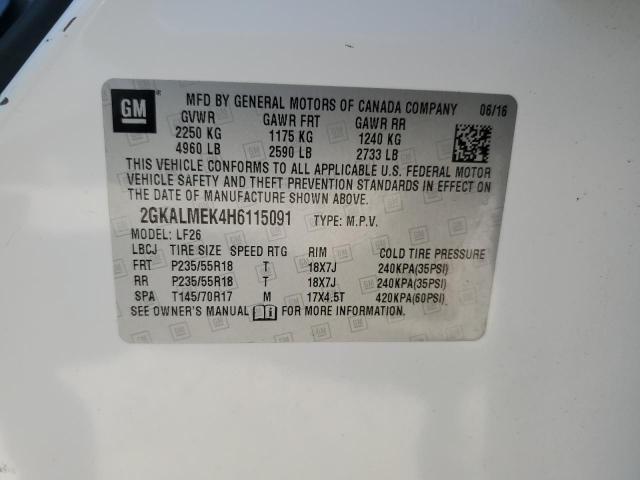 GM
MFD BY GENERAL MOTORS OF CANADA COMPANY 06/16
GVWR GAWR FRT GAWR RR
2250 KG 1175 KG 1240 KG
4960 LB 2590 LB 2733 LB
THIS VEHICLE CONFORMS TO ALL APPLICABLE U.S. FEDERAL MOTOR
VEHICLE SAFETY AND THEFT PREVENTION STANDARDS IN EFFECT ON
THE DATE OF MANUFACTURE SHOWN ABOVE.
2GKALMEK4H6115091 TYPE: M.P.V.
MODEL: LF26
LBCJ TIRE SIZE SPEED RTG RIM COLD TIRE PRESSURE
FRT P235/55R18 T 18X7J 240KPA(35PSI)
RR P235/55R18 T 18X7J 240KPA(35PSI)
SPA T145/70R17 M 17X4.5T 420KPA(60PSI)
SEE OWNER'S MANUAL FOR MORE INFORMATION.